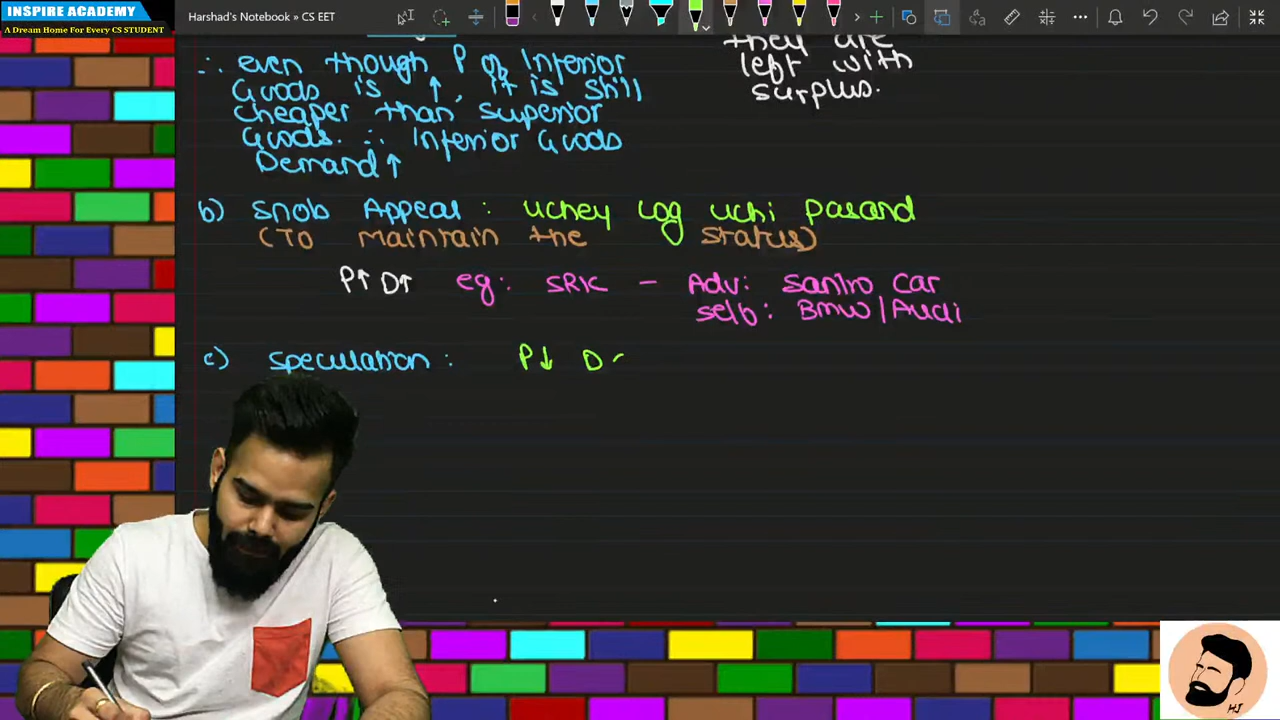 INSPIRE ACADEMY
A Dream Home For Every CS STUDENT
Harshad's Notebook » CS EET
they are
left with
surplus.
∴ even though P of Inferior
Goods is ↑, it is still
cheaper than superior
Goods. ∴ Inferior Goods
Demand ↑
b) Snob Appeal : Uchey log uchi pasand
(To maintain the status)
P↑ D↑ eg: SRK - Adv: Santro Car
self: BMW/Audi
c) Speculation : P↓ D
HJ